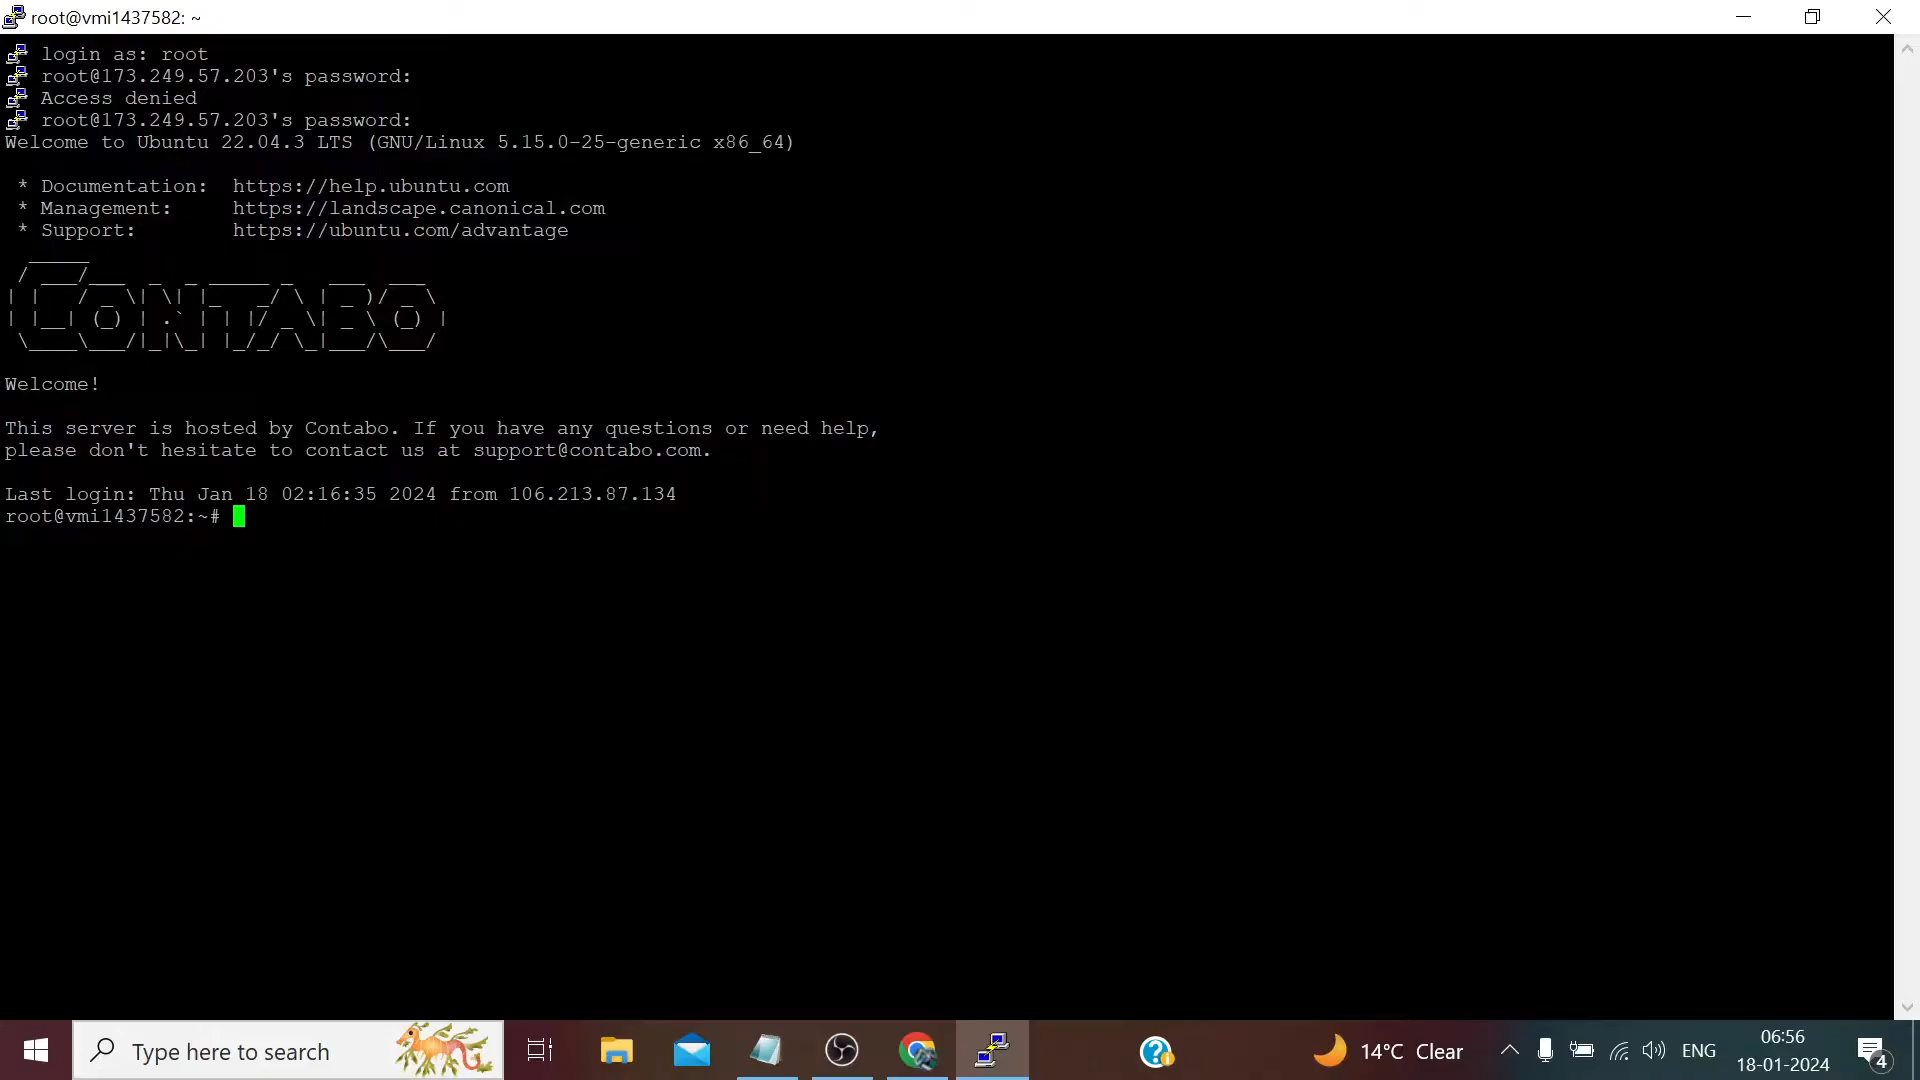 root@vmi1437582: ~
login as: root
root@173.249.57.203's password:
Access denied
root@173.249.57.203's password:
Welcome to Ubuntu 22.04.3 LTS (GNU/Linux 5.15.0-25-generic x86_64)
* Documentation:  https://help.ubuntu.com
* Management:     https://landscape.canonical.com
* Support:        https://ubuntu.com/advantage
CONTABO
Welcome!
This server is hosted by Contabo. If you have any questions or need help,
please don't hesitate to contact us at support@contabo.com.
Last login: Thu Jan 18 02:16:35 2024 from 106.213.87.134
root@vmi1437582:~#
Type here to search
14°C Clear
ENG
06:56
18-01-2024
4